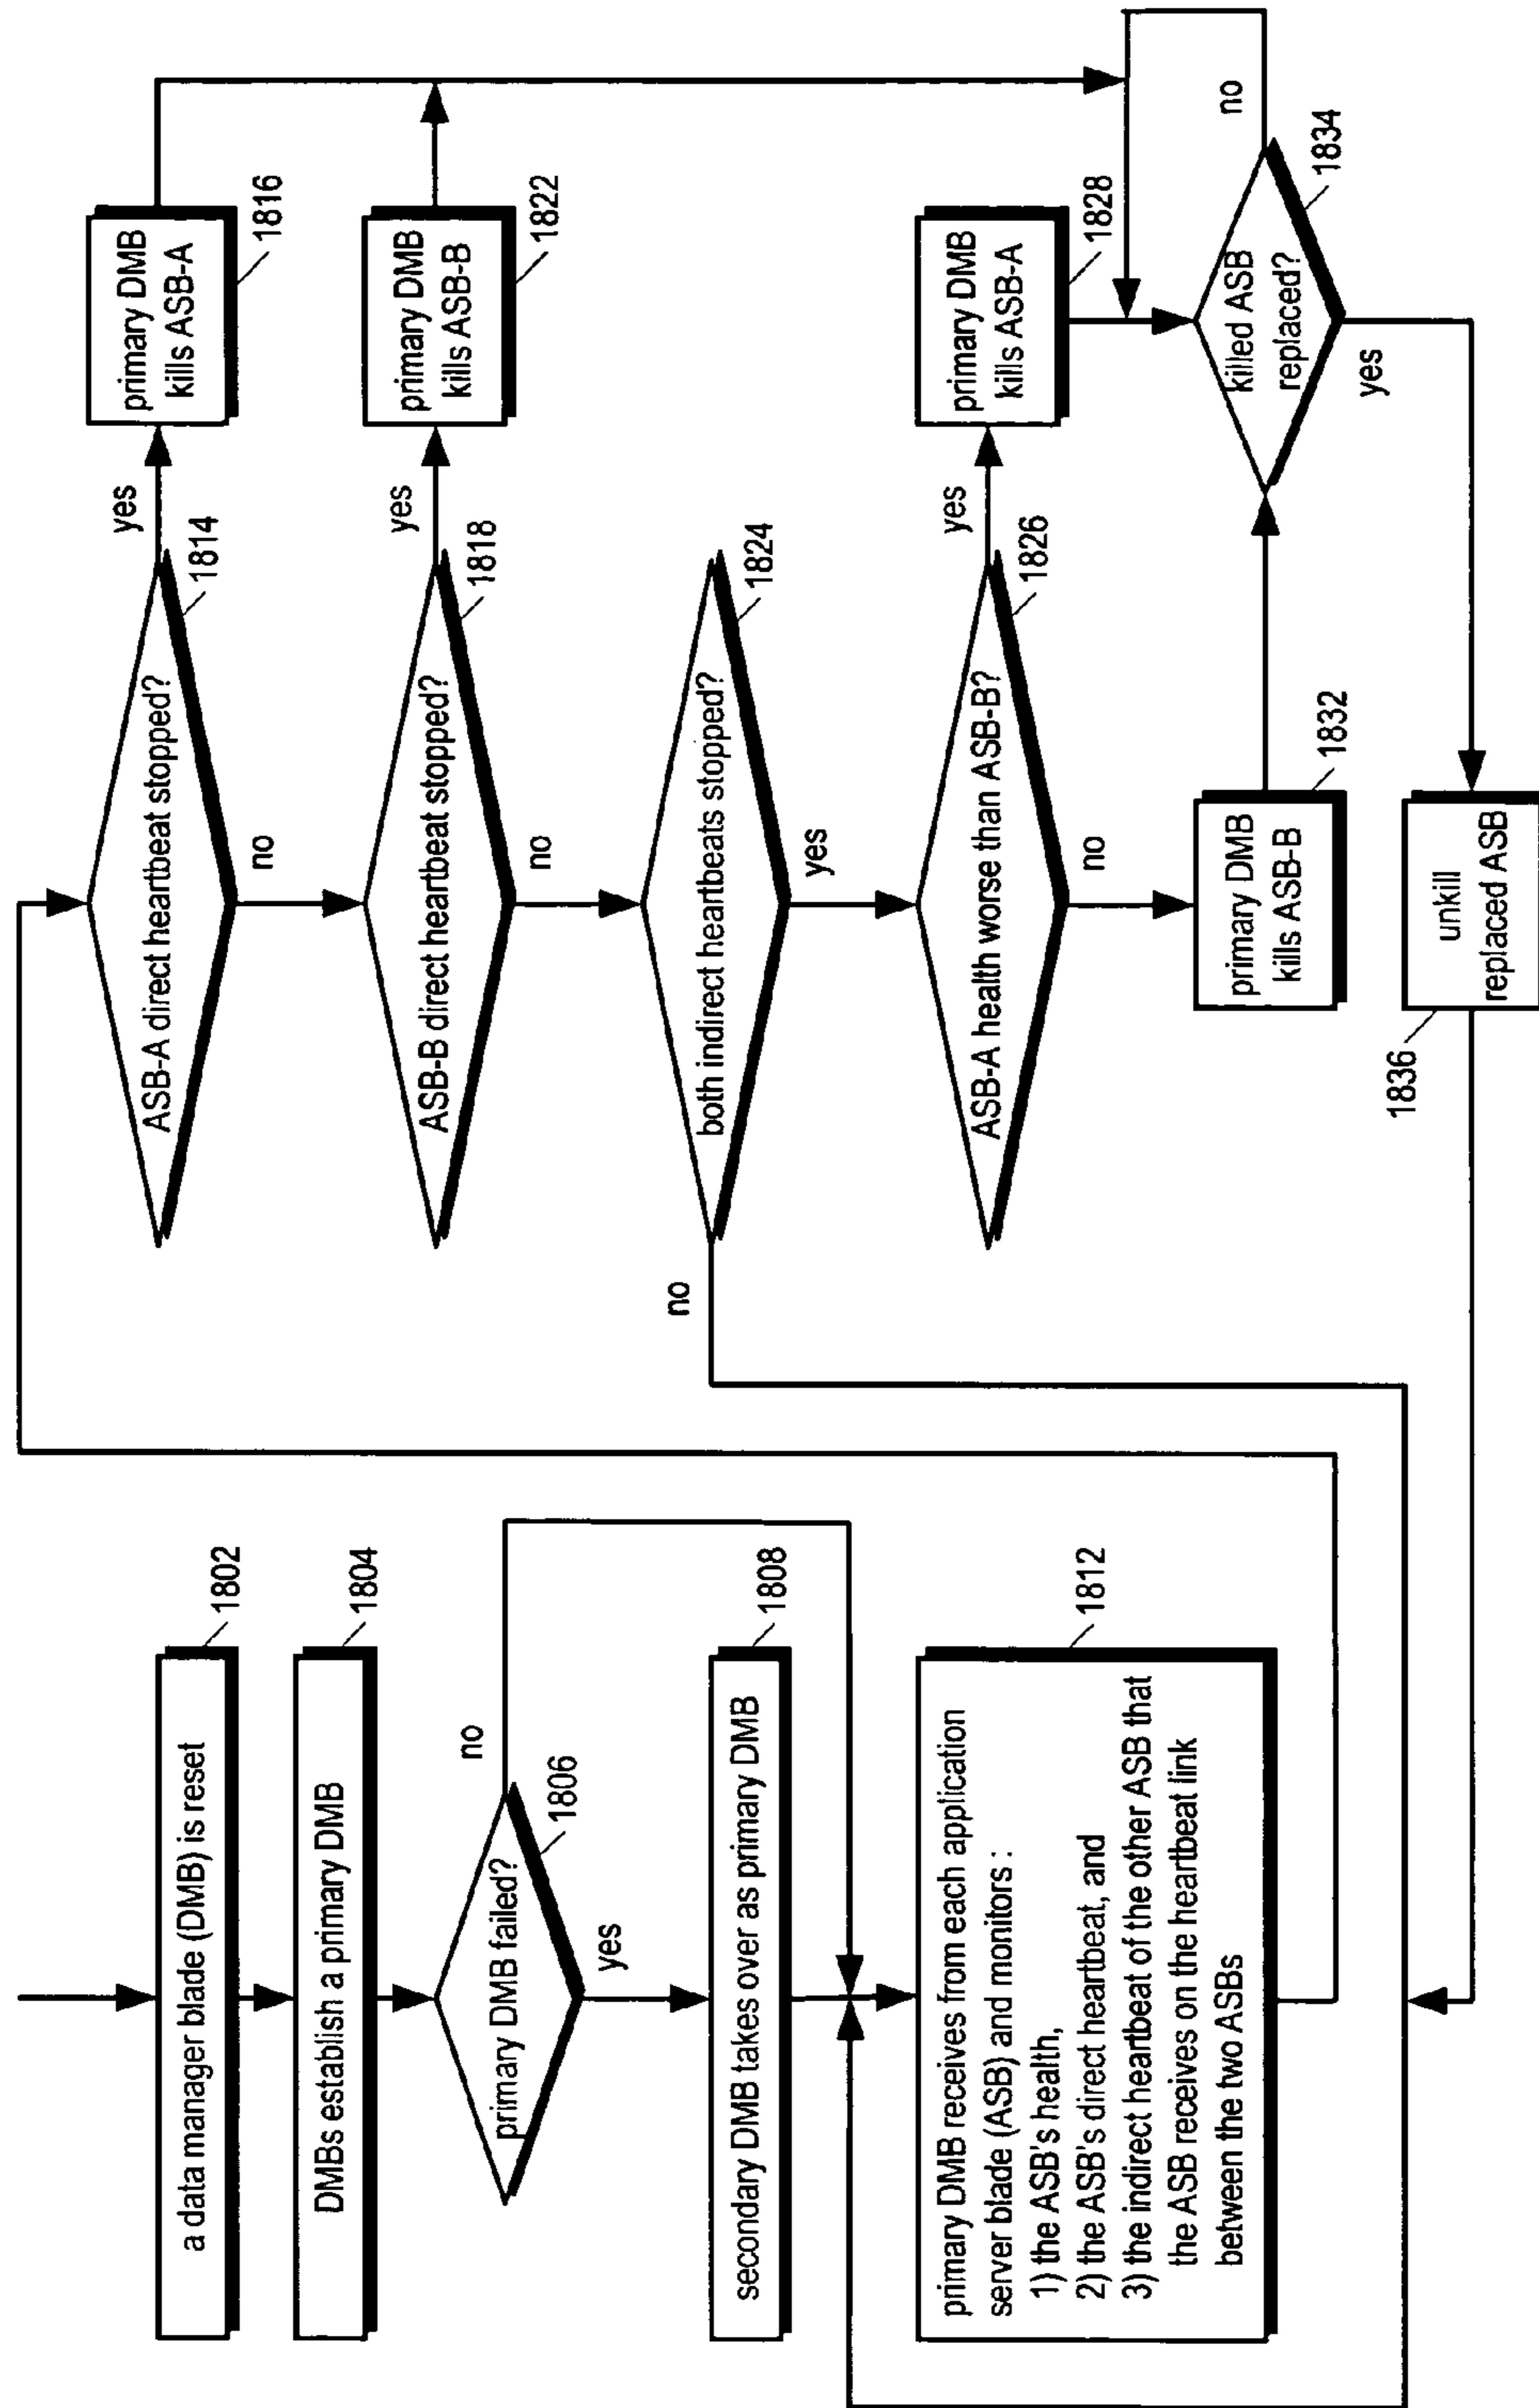 a data manager blade (DMB) is reset
1802
DMBs establish a primary DMB
1804
primary DMB failed?
1806
no
yes
secondary DMB takes over as primary DMB
1808
primary DMB receives from each application
server blade (ASB) and monitors :
1) the ASB's health,
2) the ASB's direct heartbeat, and
3) the indirect heartbeat of the other ASB that
the ASB receives on the heartbeat link
between the two ASBs
1812
ASB-A direct heartbeat stopped?
1814
yes
no
primary DMB
kills ASB-A
1816
ASB-B direct heartbeat stopped?
1818
yes
no
primary DMB
kills ASB-B
1822
both indirect heartbeats stopped?
1824
no
yes
ASB-A health worse than ASB-B?
1826
yes
no
primary DMB
kills ASB-A
1828
primary DMB
kills ASB-B
1832
killed ASB
replaced?
1834
no
yes
unkill
replaced ASB
1836